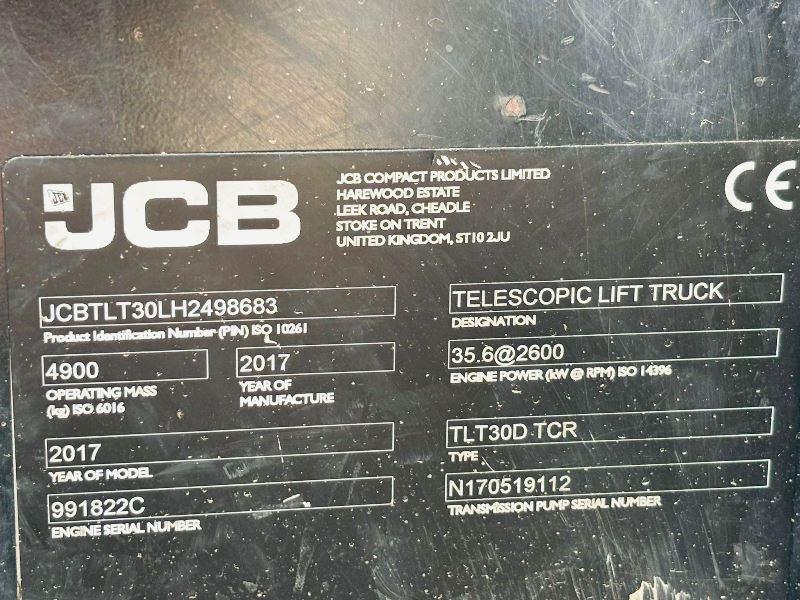 JCB
JCB COMPACT PRODUCTS LIMITED
HAREWOOD ESTATE
LEEK ROAD, CHEADLE
STOKE ON TRENT
UNITED KINGDOM, ST10 2JU
CE
JCBTLT30LH2498683
Product Identification Number (PIN) ISO 10261
4900
OPERATING MASS
(kg) ISO 6016
2017
YEAR OF
MANUFACTURE
2017
YEAR OF MODEL
991822C
ENGINE SERIAL NUMBER
TELESCOPIC LIFT TRUCK
DESIGNATION
35.6@2600
ENGINE POWER (kW @ RPM) ISO 14396
TLT30D TCR
TYPE
N170519112
TRANSMISSION PUMP SERIAL NUMBER